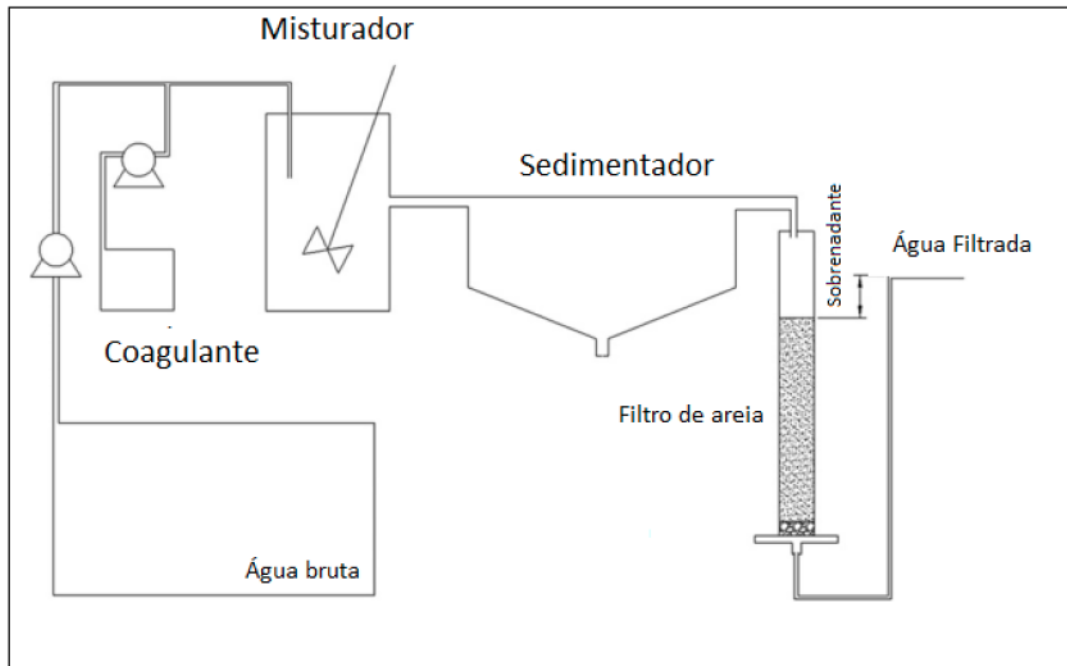 Misturador
Sedimentador
Sobrenadante
Água Filtrada
Coagulante
Filtro de areia
Água bruta